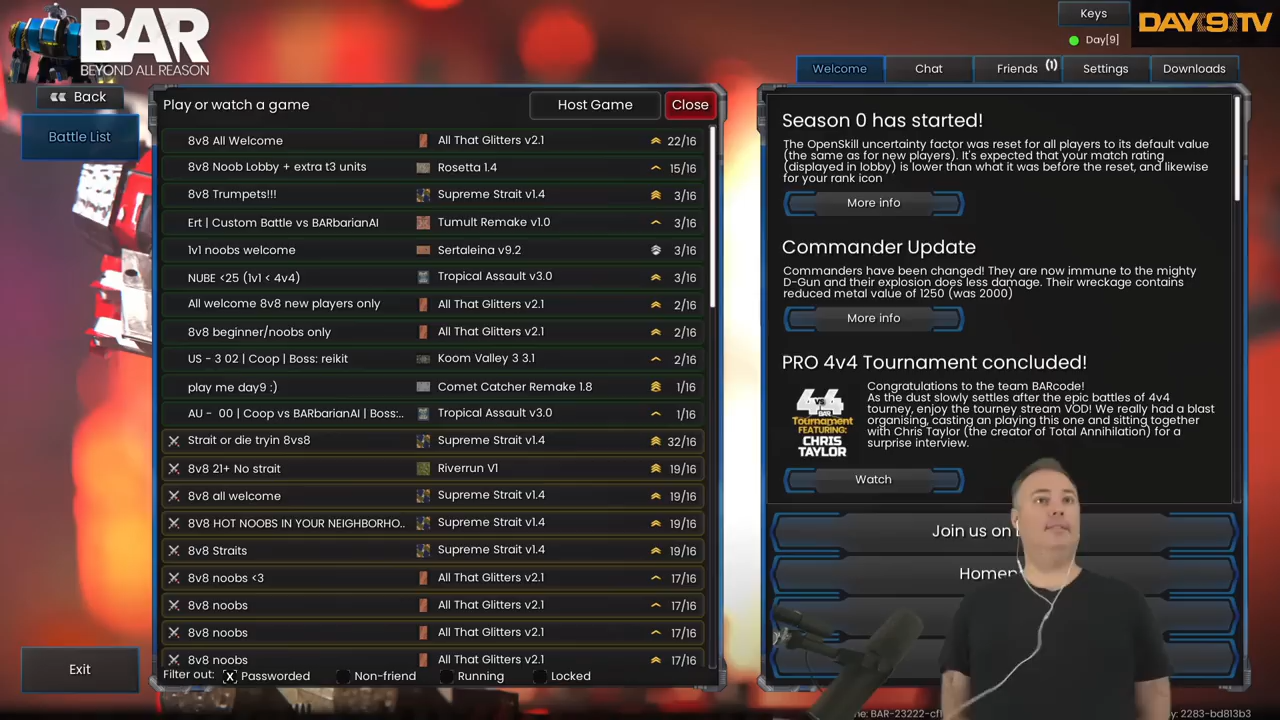 BAR
BEYOND ALL REASON
Keys
Day[9]
DAY9TV
Welcome
Chat
Friends (1)
Settings
Downloads
Back
Battle List
Exit
Play or watch a game
Host Game
Close
8v8 All Welcome All That Glitters v2.1 22/16
8v8 Noob Lobby + extra t3 units Rosetta 1.4 15/16
8v8 Trumpets!!! Supreme Strait v1.4 3/16
Ert | Custom Battle vs BARbarianAI Tumult Remake v1.0 3/16
1v1 noobs welcome Sertaleina v9.2 3/16
NUBE <25 (1v1 < 4v4) Tropical Assault v3.0 3/16
All welcome 8v8 new players only All That Glitters v2.1 2/16
8v8 beginner/noobs only All That Glitters v2.1 2/16
US - 3 02 | Coop | Boss: reikit Koom Valley 3 3.1 2/16
play me day9 :) Comet Catcher Remake 1.8 1/16
AU - 00 | Coop vs BARbarianAI | Boss:.. Tropical Assault v3.0 1/16
Strait or die tryin 8vs8 Supreme Strait v1.4 32/16
8v8 21+ No strait Riverrun V1 19/16
8v8 all welcome Supreme Strait v1.4 19/16
8V8 HOT NOOBS IN YOUR NEIGHBORHO.. Supreme Strait v1.4 19/16
8v8 Straits Supreme Strait v1.4 19/16
8v8 noobs <3 All That Glitters v2.1 17/16
8v8 noobs All That Glitters v2.1 17/16
8v8 noobs All That Glitters v2.1 17/16
8v8 noobs All That Glitters v2.1 17/16
Filter out: X Passworded Non-friend Running Locked
Season 0 has started!
The OpenSkill uncertainty factor was reset for all players to its default value
(the same as for new players). It's expected that your match rating
(displayed in lobby) is lower than what it was before the reset, and likewise
for your rank icon
More info
Commander Update
Commanders have been changed! They are now immune to the mighty
D-Gun and their explosion does less damage. Their wreckage contains
reduced metal value of 1250 (was 2000)
More info
PRO 4v4 Tournament concluded!
4 VS 4
BAR
Tournament
FEATURING:
CHRIS
TAYLOR
Congratulations to the team BARcode!
As the dust slowly settles after the epic battles of 4v4
tourney, enjoy the tourney stream VOD! We really had a blast
organising, casting an playing this one and sitting together
with Chris Taylor (the creator of Total Annihilation) for a
surprise interview.
Watch
Join us on
BAR-23222-cf
2283-bd813b3